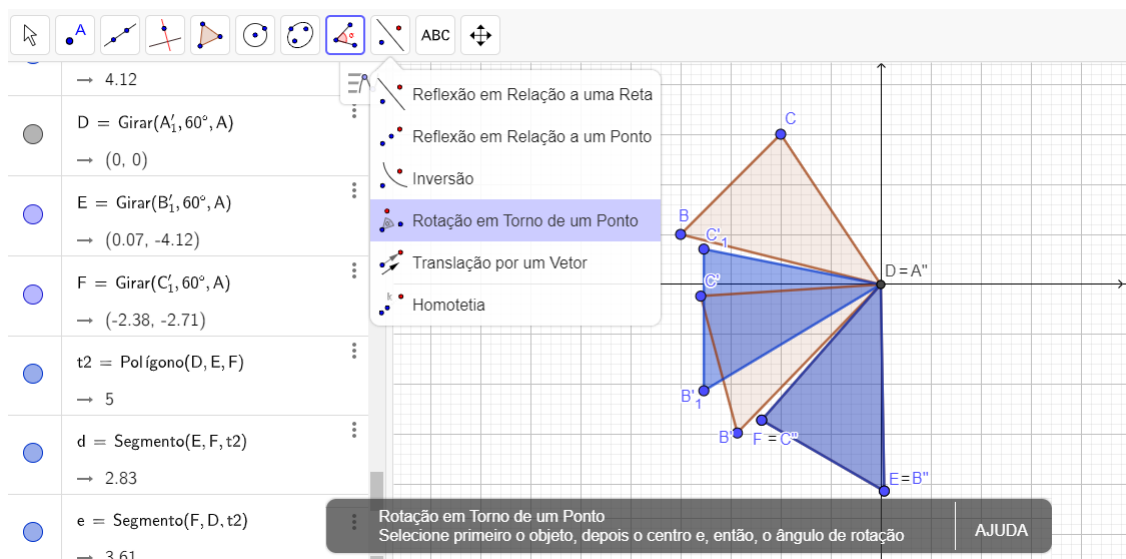 A
ABC
→ 4.12
D = Girar(A′₁, 60°, A)
→ (0, 0)
E = Girar(B′₁, 60°, A)
→ (0.07, -4.12)
F = Girar(C′₁, 60°, A)
→ (-2.38, -2.71)
t2 = Polígono(D, E, F)
→ 5
d = Segmento(E, F, t2)
→ 2.83
e = Segmento(F, D, t2)
→ 3.61
Reflexão em Relação a uma Reta
Reflexão em Relação a um Ponto
Inversão
Rotação em Torno de um Ponto
Translação por um Vetor
Homotetia
C
B
C'₁
D=A"
C'
B'₁
B'
F =C"
E=B"
Rotação em Torno de um Ponto
Selecione primeiro o objeto, depois o centro e, então, o ângulo de rotação
AJUDA